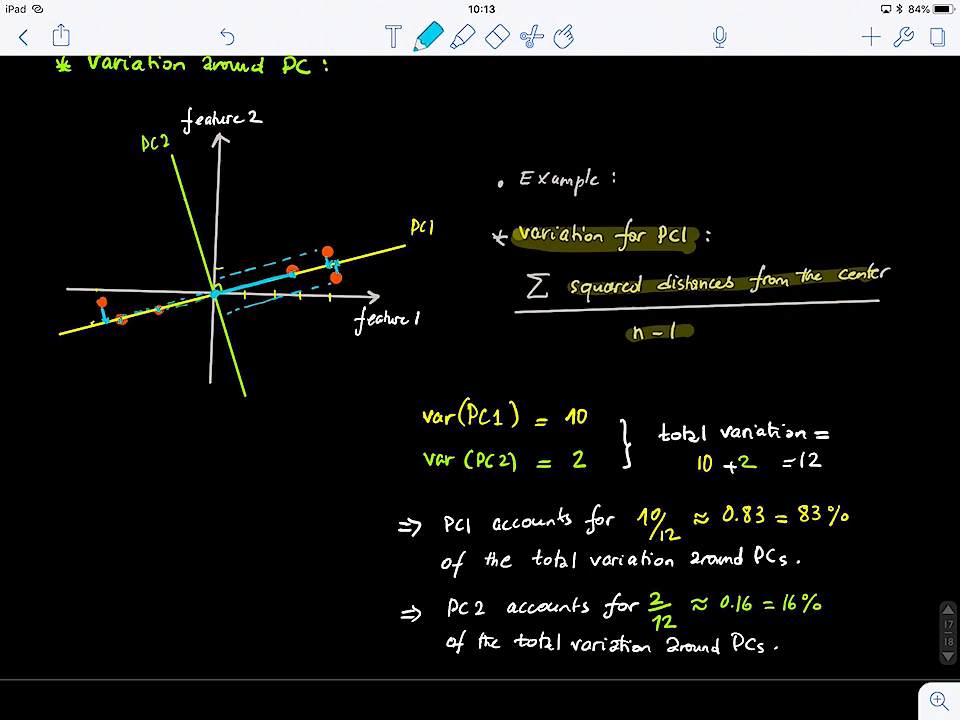 iPad
10:13
84%
* Variation around PC :
feature 2
PC2
PC1
feature 1
. Example :
* Variation for PC1 :
∑ squared distances from the center
n - 1
var(PC1) = 10
var (PC2) = 2
total variation =
10 + 2 = 12
⇒ PC1 accounts for 10/12 ≈ 0.83 = 83%
of the total variation around PCs.
⇒ PC2 accounts for 2/12 ≈ 0.16 = 16%
of the total variation around PCs.
17
18